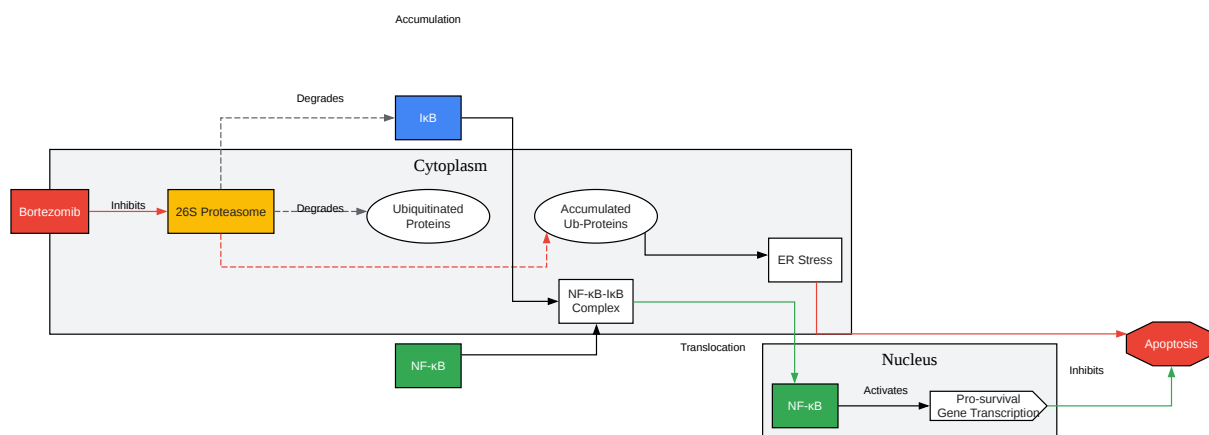 Accumulation
Degrades
IκB
Cytoplasm
Bortezomib
Inhibits
26S Proteasome
Degrades
Ubiquitinated
Proteins
Accumulated
Ub-Proteins
ER Stress
NF-κB-IκB
Complex
NF-κB
Translocation
Apoptosis
Nucleus
Inhibits
NF-κB
Activates
Pro-survival
Gene Transcription